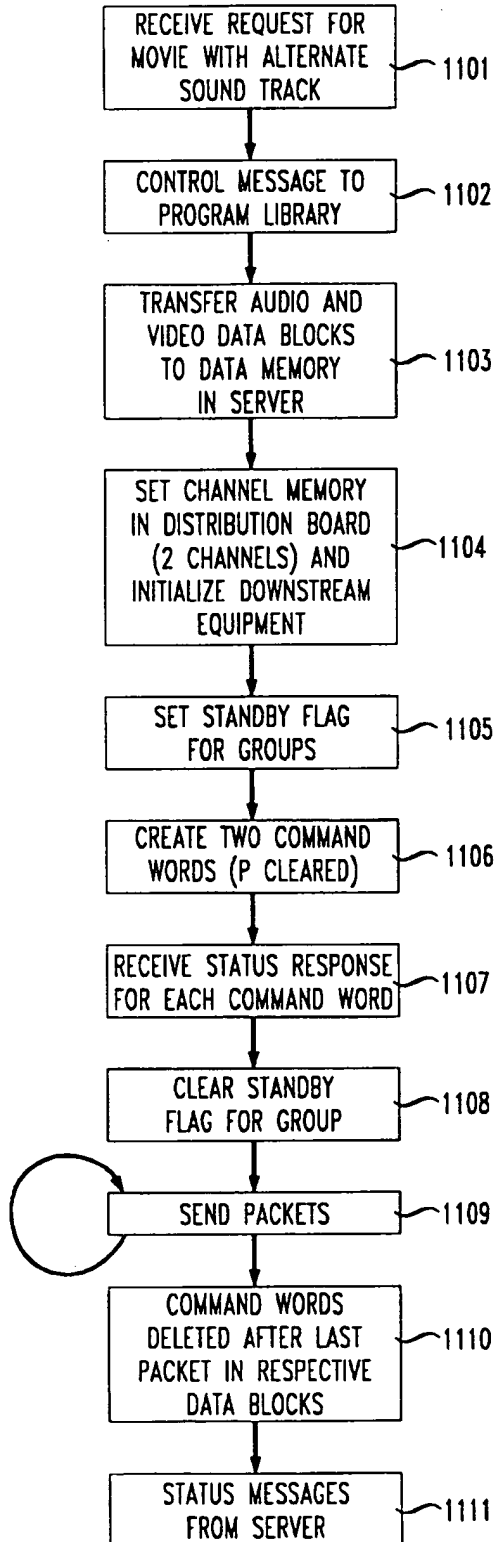 RECEIVE REQUEST FOR
MOVIE WITH ALTERNATE
SOUND TRACK
1101
CONTROL MESSAGE TO
PROGRAM LIBRARY
1102
TRANSFER AUDIO AND
VIDEO DATA BLOCKS
TO DATA MEMORY
IN SERVER
1103
SET CHANNEL MEMORY
IN DISTRIBUTION BOARD
(2 CHANNELS) AND
INITIALIZE DOWNSTREAM
EQUIPMENT
1104
SET STANDBY FLAG
FOR GROUPS
1105
CREATE TWO COMMAND
WORDS (P CLEARED)
1106
RECEIVE STATUS RESPONSE
FOR EACH COMMAND WORD
1107
CLEAR STANDBY
FLAG FOR GROUP
1108
SEND PACKETS
1109
COMMAND WORDS
DELETED AFTER LAST
PACKET IN RESPECTIVE
DATA BLOCKS
1110
STATUS MESSAGES
FROM SERVER
1111